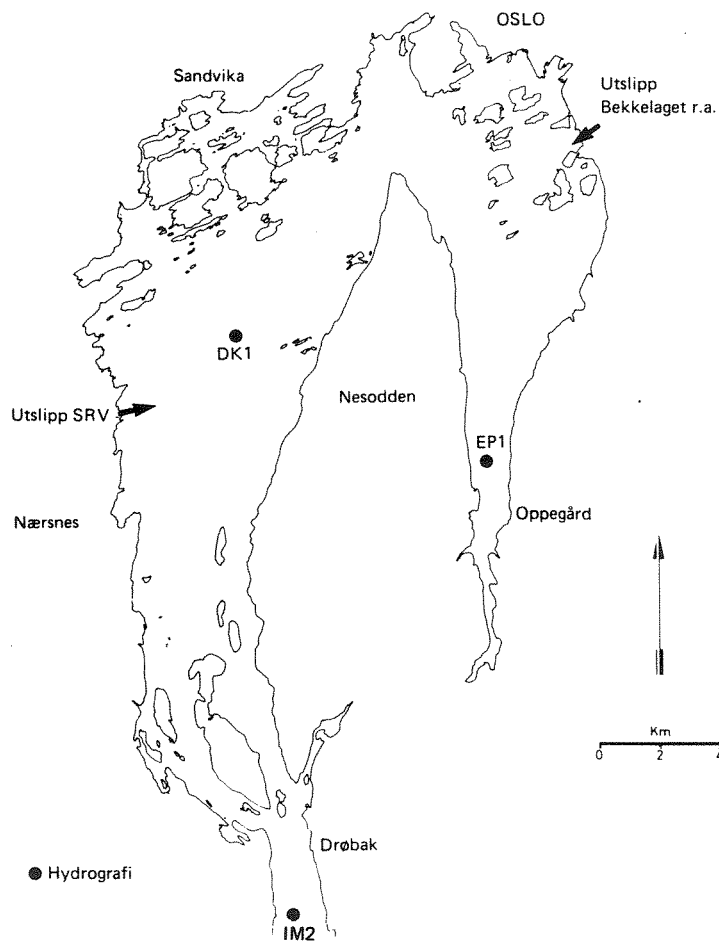 OSLO
Sandvika
Utslipp
Bekkelaget r.a.
DK1
Nesodden
Utslipp SRV
EP1
Nærsnes
Oppegård
Km
0 2 4
Drøbak
Hydrografi
IM2